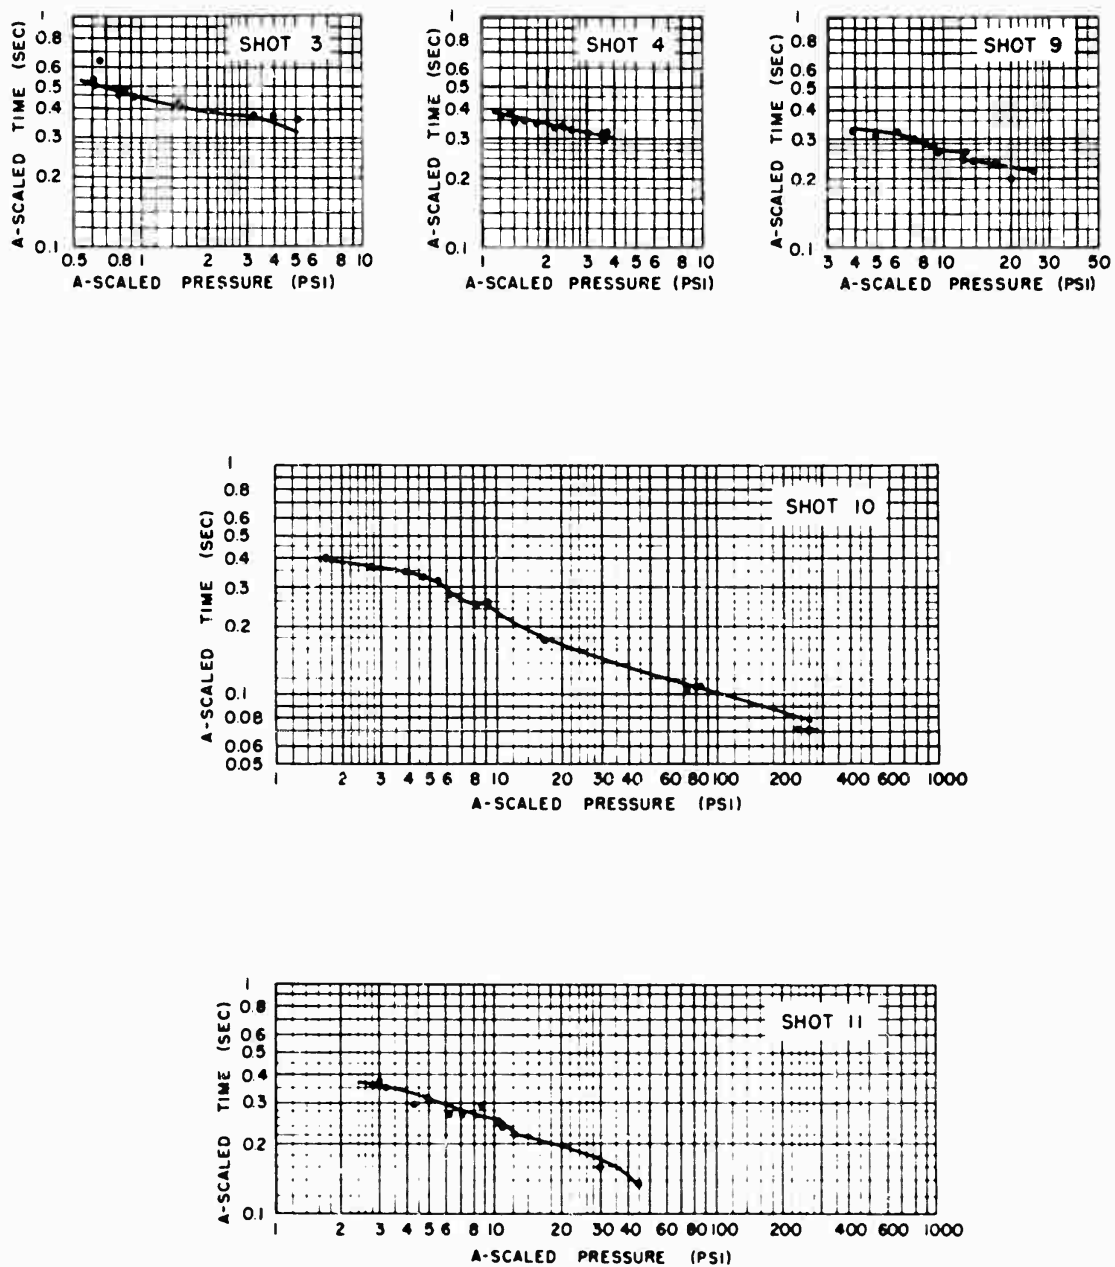 SHOT 3
A-SCALED TIME (SEC)
1
0.8
0.6
0.5
0.4
0.3
0.2
0.1
0.5 0.8 1 2 3 4 5 6 8 10
A-SCALED PRESSURE (PSI)
SHOT 4
A-SCALED TIME (SEC)
1
0.8
0.6
0.5
0.4
0.3
0.2
0.1
1 2 3 4 5 6 8 10
A-SCALED PRESSURE (PSI)
SHOT 9
A-SCALED TIME (SEC)
1
0.8
0.6
0.5
0.4
0.3
0.2
0.1
3 4 5 6 8 10 20 30 50
A-SCALED PRESSURE (PSI)
SHOT 10
A-SCALED TIME (SEC)
1
0.8
0.6
0.5
0.4
0.3
0.2
0.1
0.08
0.06
0.05
1 2 3 4 5 6 8 10 20 30 40 60 80 100 200 400 600 1000
A-SCALED PRESSURE (PSI)
SHOT 11
A-SCALED TIME (SEC)
1
0.8
0.6
0.5
0.4
0.3
0.2
0.1
1 2 3 4 5 6 8 10 20 30 40 60 80 100 200 400 600 1000
A-SCALED PRESSURE (PSI)